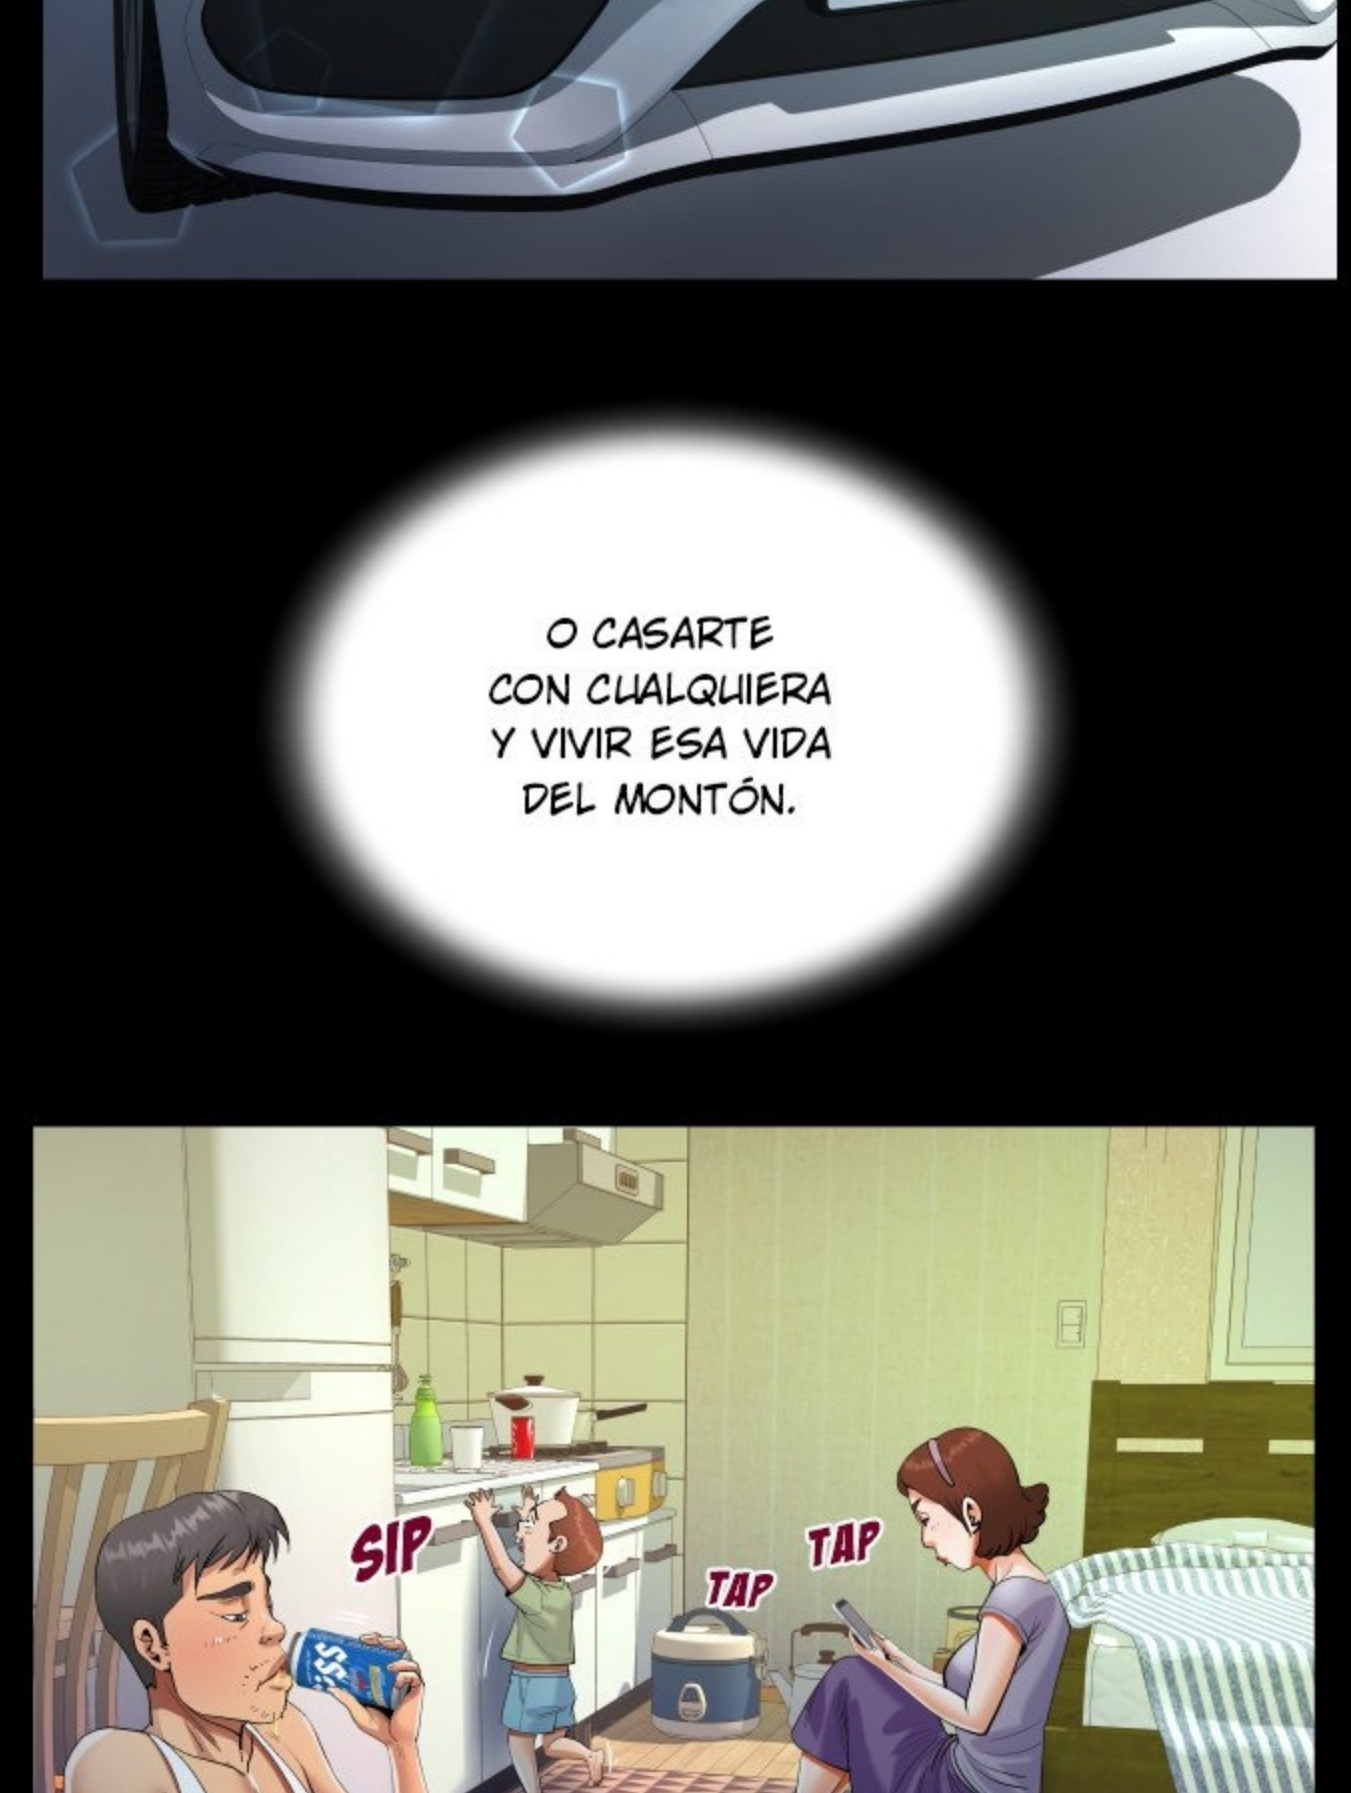 O CASARTE
CON CUALQUIERA
Y VIVIR ESA VIDA
DEL MONTÓN.
SIP
TAP
TAP